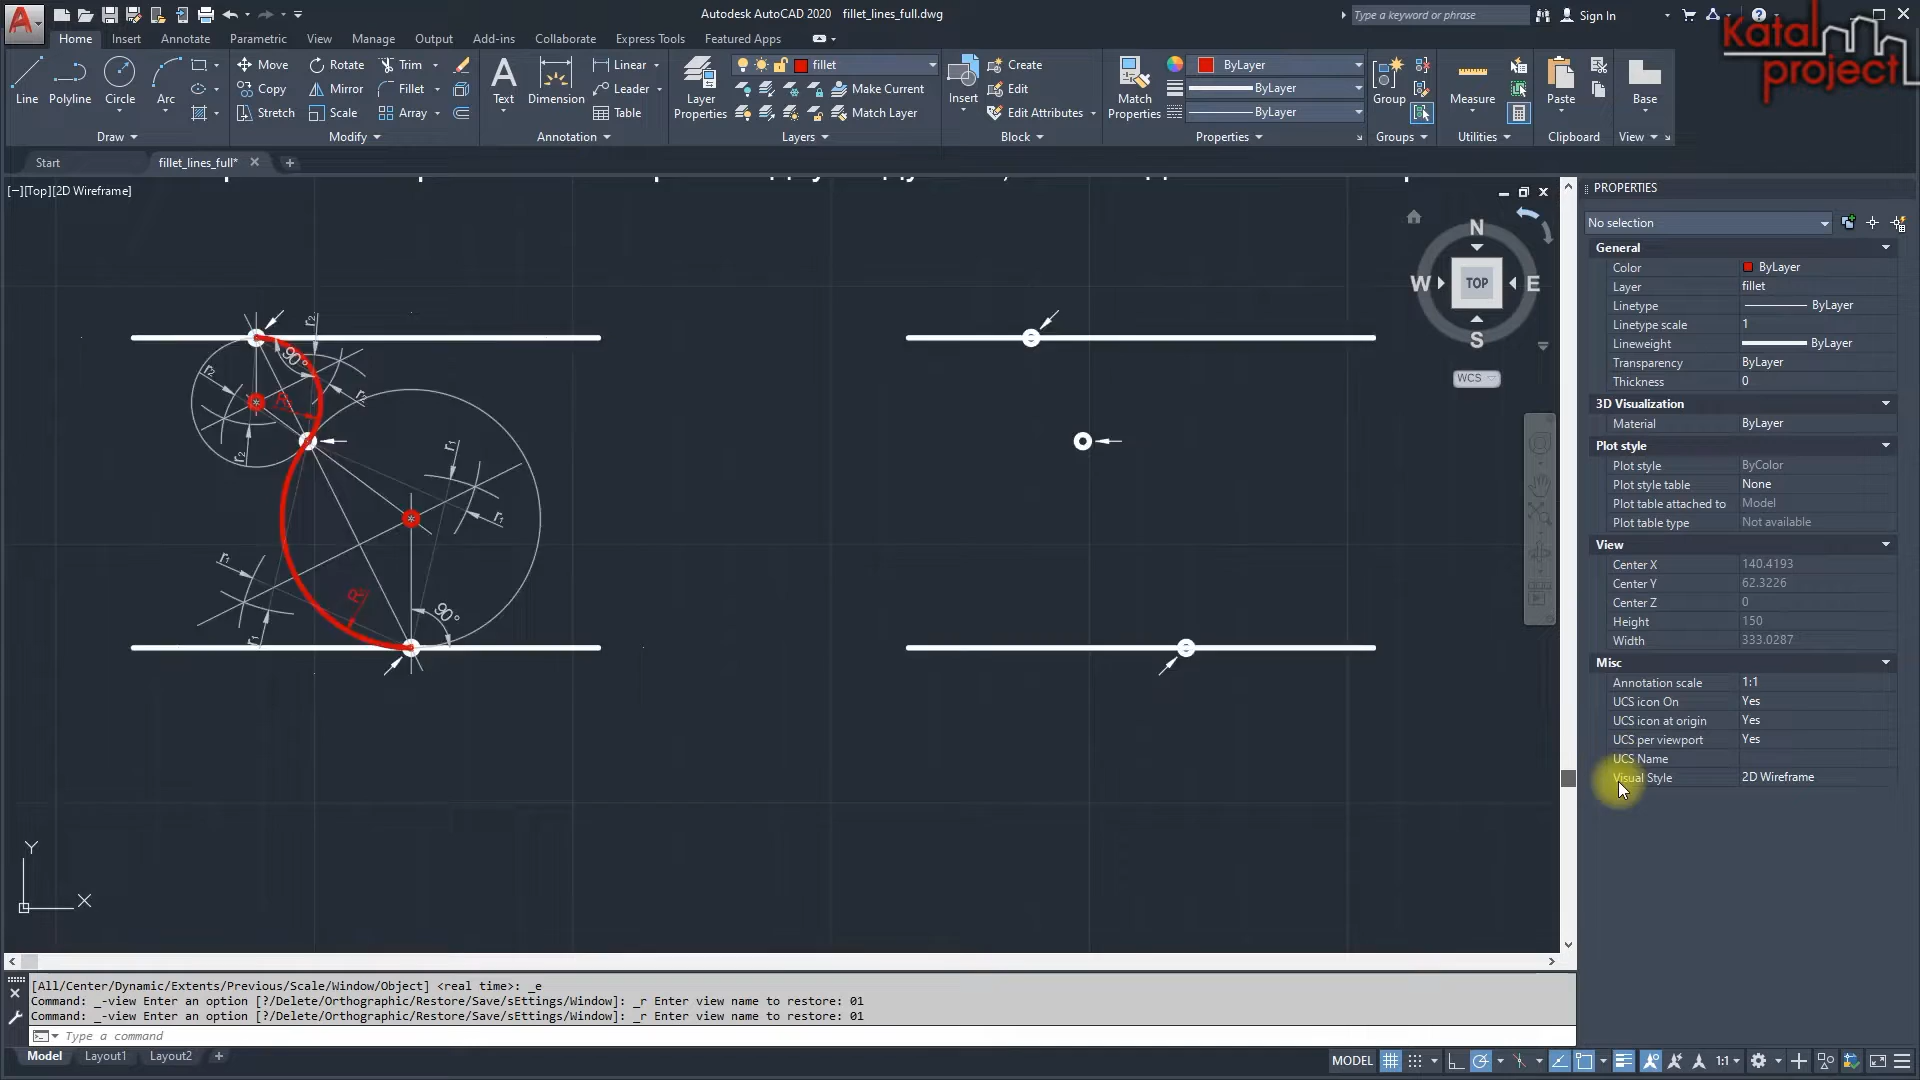 Autodesk AutoCAD 2020 fillet_lines_full.dwg
Type a keyword or phrase
Sign In
Katal
project
Home Insert Annotate Parametric View Manage Output Add-ins Collaborate Express Tools Featured Apps
Line
Polyline
Circle
Arc
Move Rotate Trim
Copy Mirror Fillet
Stretch Scale Array
Text
Dimension
Linear
Leader
Table
Layer
Properties
fillet
Make Current
Match Layer
Insert
Create
Edit
Edit Attributes
Match
Properties
ByLayer
ByLayer
ByLayer
Group
Measure
Paste
Base
Draw Modify Annotation Layers Block Properties Groups Utilities Clipboard View
Start fillet_lines_full*
[−][Top][2D Wireframe]
N
W TOP E
S
WCS
r2
90°
r2
r2
R
r2
r1
r1
r1
R
90°
r1
Y
X
PROPERTIES
No selection
General
Color ByLayer
Layer fillet
Linetype ByLayer
Linetype scale 1
Lineweight ByLayer
Transparency ByLayer
Thickness 0
3D Visualization
Material ByLayer
Plot style
Plot style ByColor
Plot style table None
Plot table attached to Model
Plot table type Not available
View
Center X 140.4193
Center Y 62.3226
Center Z 0
Height 150
Width 333.0287
Misc
Annotation scale 1:1
UCS icon On Yes
UCS icon at origin Yes
UCS per viewport Yes
UCS Name
Visual Style 2D Wireframe
[All/Center/Dynamic/Extents/Previous/Scale/Window/Object] <real time>: _e
Command: _-view Enter an option [?/Delete/Orthographic/Restore/Save/sEttings/Window]: _r Enter view name to restore: 01
Command: _-view Enter an option [?/Delete/Orthographic/Restore/Save/sEttings/Window]: _r Enter view name to restore: 01
Type a command
Model Layout1 Layout2
MODEL 1:1